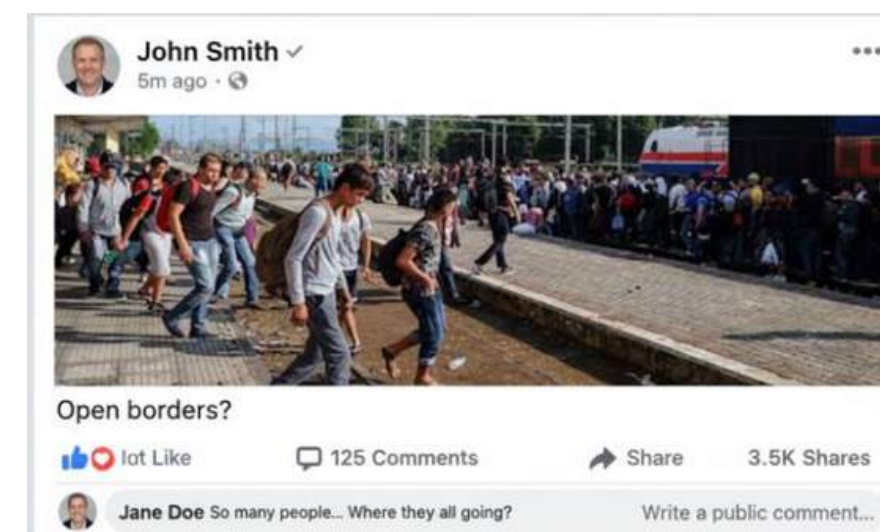 John Smith
5m ago ·
Open borders?
lot Like 125 Comments Share 3.5K Shares
Jane Doe So many people... Where they all going? Write a public comment...